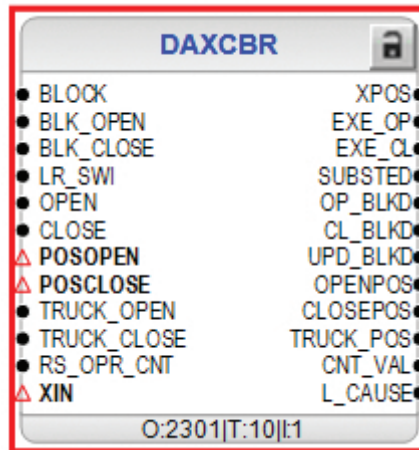 DAXCBR
BLOCK XPOS
BLK_OPEN EXE_OP
BLK_CLOSE EXE_CL
LR_SWI SUBSTED
OPEN OP_BLKD
CLOSE CL_BLKD
POSOPEN UPD_BLKD
POSCLOSE OPENPOS
TRUCK_OPEN CLOSEPOS
TRUCK_CLOSE TRUCK_POS
RS_OPR_CNT CNT_VAL
XIN L_CAUSE
O:2301|T:10|I:1